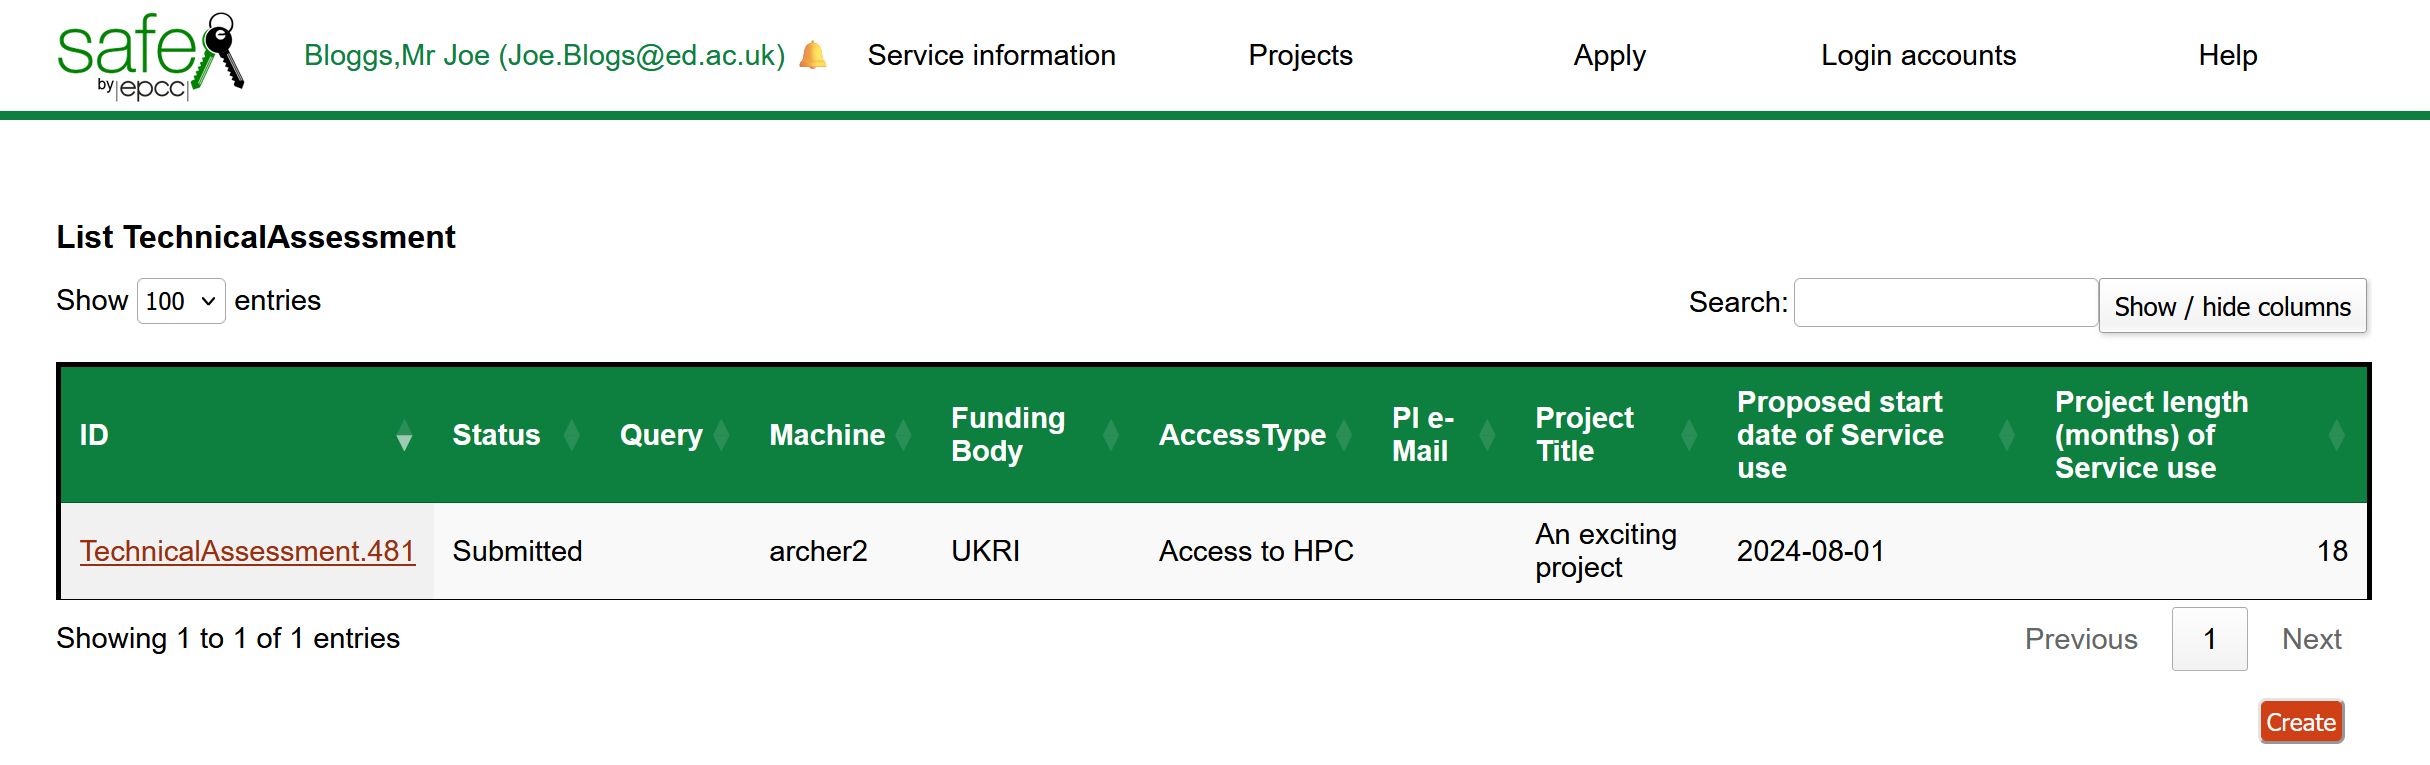 safe
by |epcc|
Bloggs,Mr Joe (Joe.Blogs@ed.ac.uk) Service information Projects Apply Login accounts Help
List TechnicalAssessment
Show 100 entries Search: Show / hide columns
ID Status Query Machine Funding Body AccessType PI e-Mail Project Title Proposed start date of Service use Project length (months) of Service use
TechnicalAssessment.481 Submitted archer2 UKRI Access to HPC An exciting project 2024-08-01 18
Showing 1 to 1 of 1 entries Previous 1 Next
Create